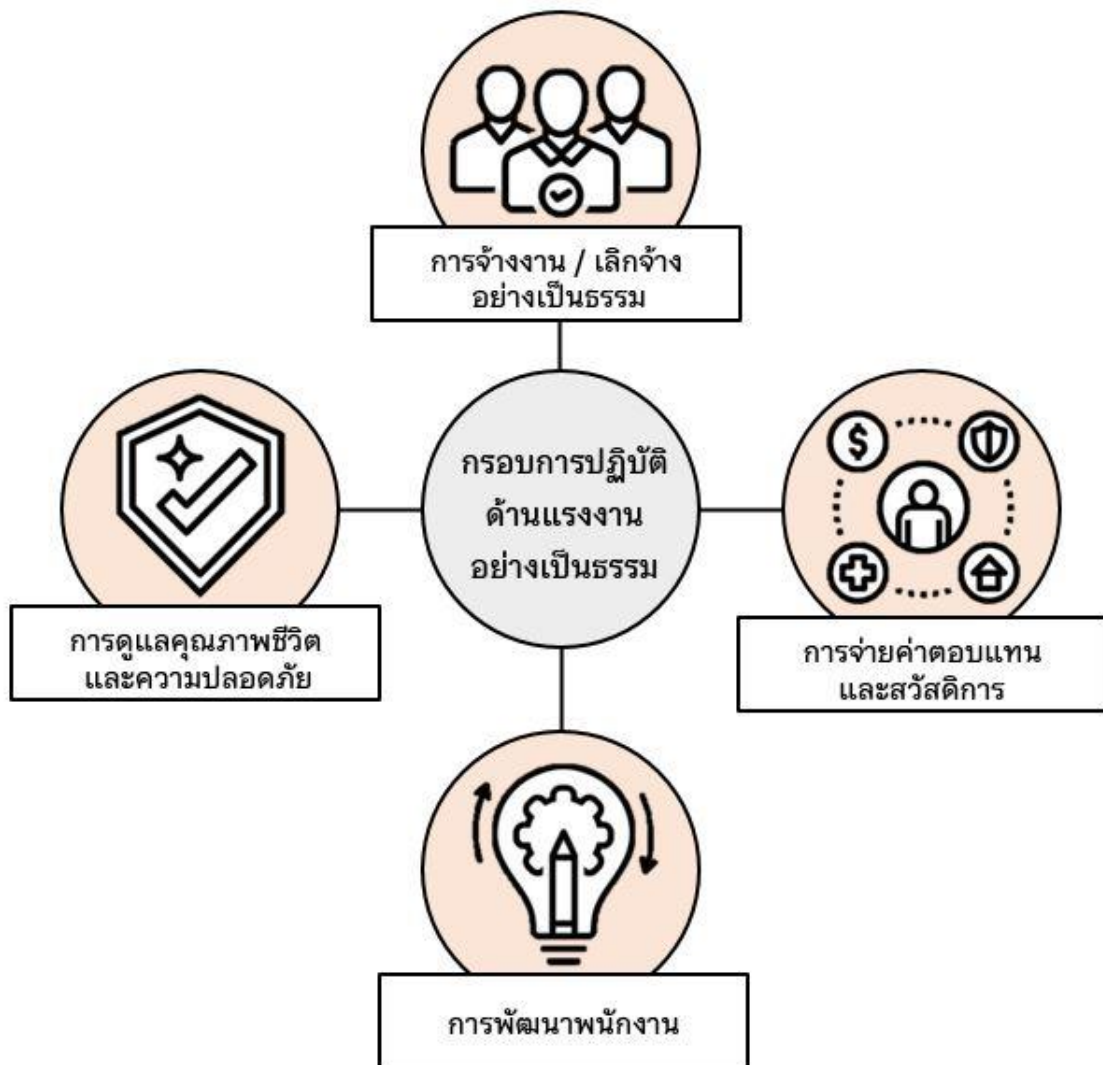 การจ้างงาน / เลิกจ้าง
อย่างเป็นธรรม
กรอบการปฏิบัติ
ด้านแรงงาน
อย่างเป็นธรรม
$
การดูแลคุณภาพชีวิต
และความปลอดภัย
การจ่ายค่าตอบแทน
และสวัสดิการ
การพัฒนาพนักงาน